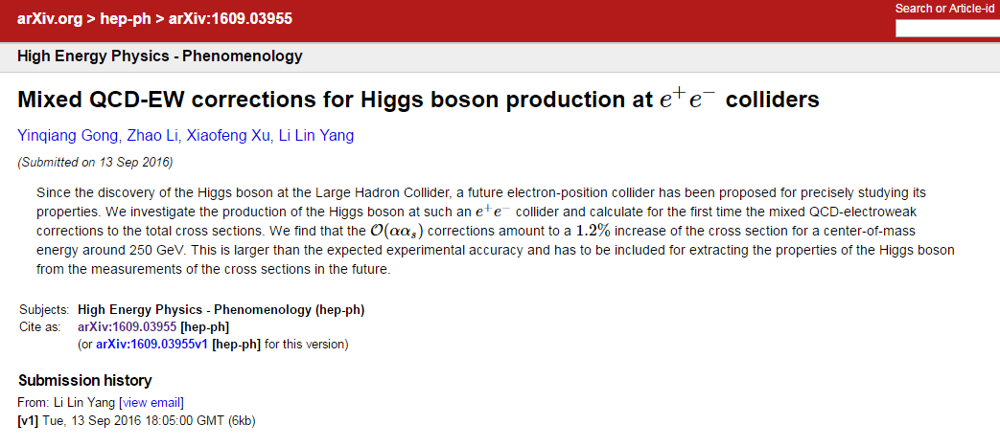 arXiv.org > hep-ph > arXiv:1609.03955
Search or Article-id
High Energy Physics - Phenomenology
Mixed QCD-EW corrections for Higgs boson production at e⁺e⁻ colliders
Yinqiang Gong, Zhao Li, Xiaofeng Xu, Li Lin Yang
(Submitted on 13 Sep 2016)
Since the discovery of the Higgs boson at the Large Hadron Collider, a future electron-position collider has been proposed for precisely studying its
properties. We investigate the production of the Higgs boson at such an e⁺e⁻ collider and calculate for the first time the mixed QCD-electroweak
corrections to the total cross sections. We find that the 𝒪(αα_s) corrections amount to a 1.2% increase of the cross section for a center-of-mass
energy around 250 GeV. This is larger than the expected experimental accuracy and has to be included for extracting the properties of the Higgs boson
from the measurements of the cross sections in the future.
Subjects: High Energy Physics - Phenomenology (hep-ph)
Cite as: arXiv:1609.03955 [hep-ph]
(or arXiv:1609.03955v1 [hep-ph] for this version)
Submission history
From: Li Lin Yang [view email]
[v1] Tue, 13 Sep 2016 18:05:00 GMT (6kb)